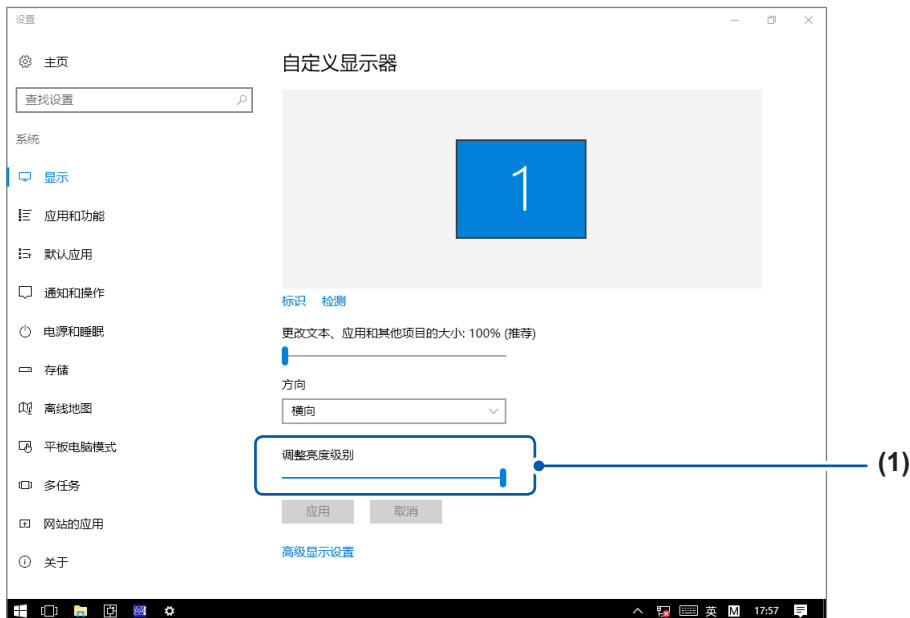 设置
主页
查找设置
系统
显示
应用和功能
默认应用
通知和操作
电源和睡眠
存储
离线地图
平板电脑模式
多任务
网站的应用
关于
自定义显示器
1
标识 检测
更改文本、应用和其他项目的大小: 100% (推荐)
方向
横向
调整亮度级别
(1)
应用 取消
高级显示设置
英 M 17:57